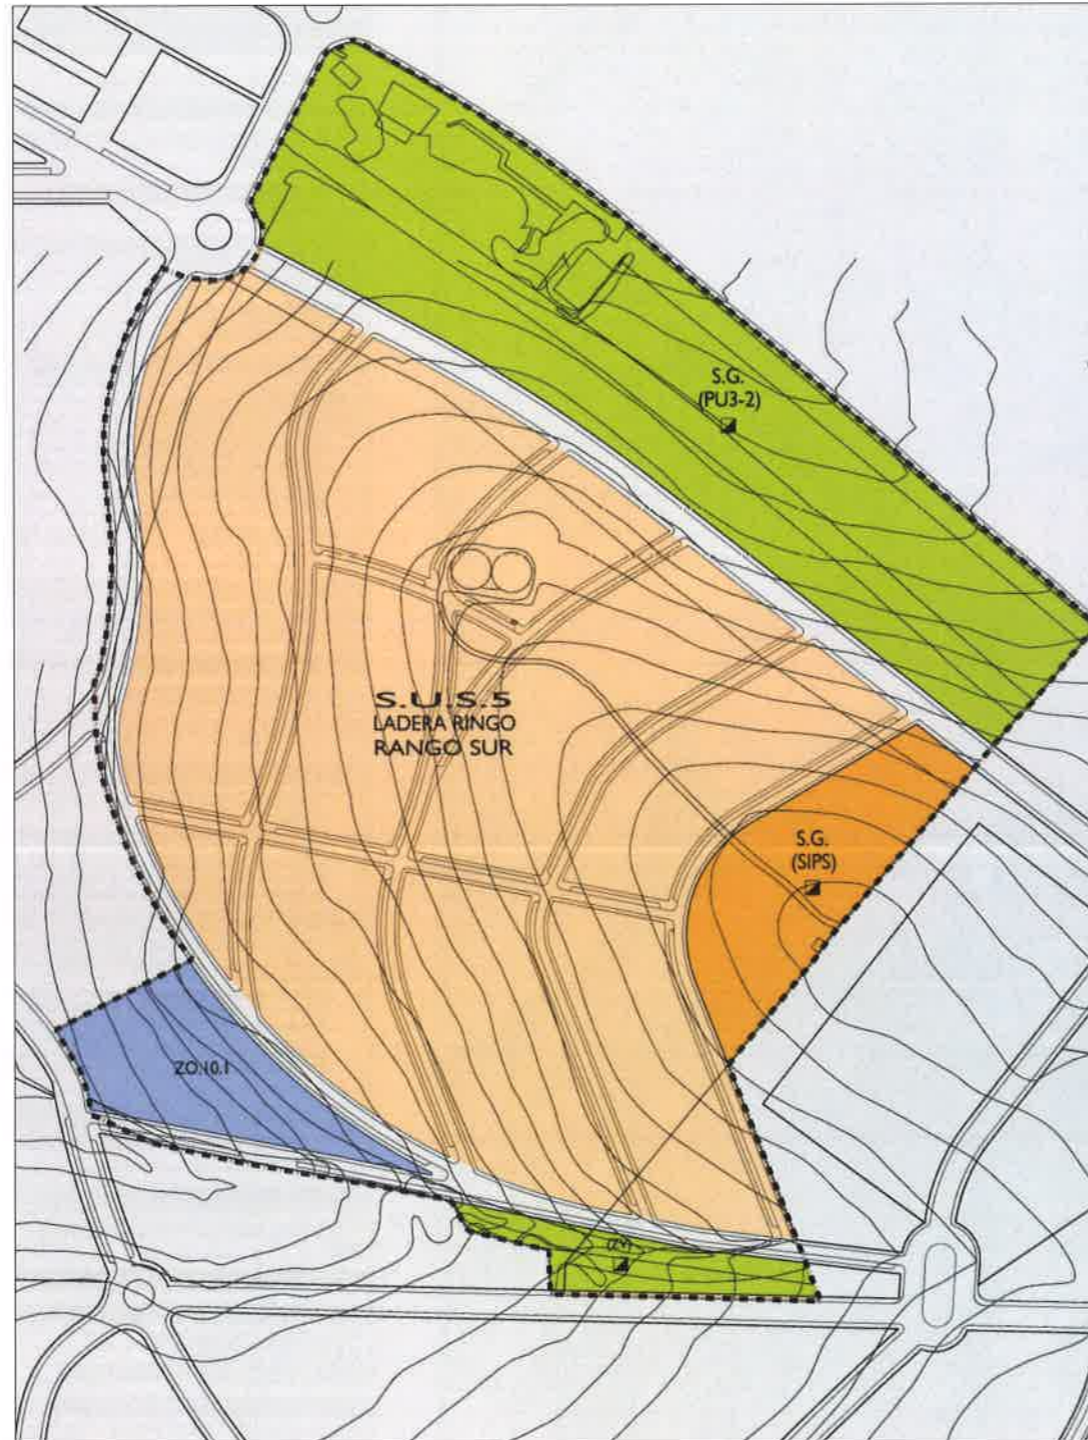 S.G.
(PU3-2)
S.U.S.5
LADERA RINGO
RANGO SUR
S.G.
(SIPS)
ZO.10.1